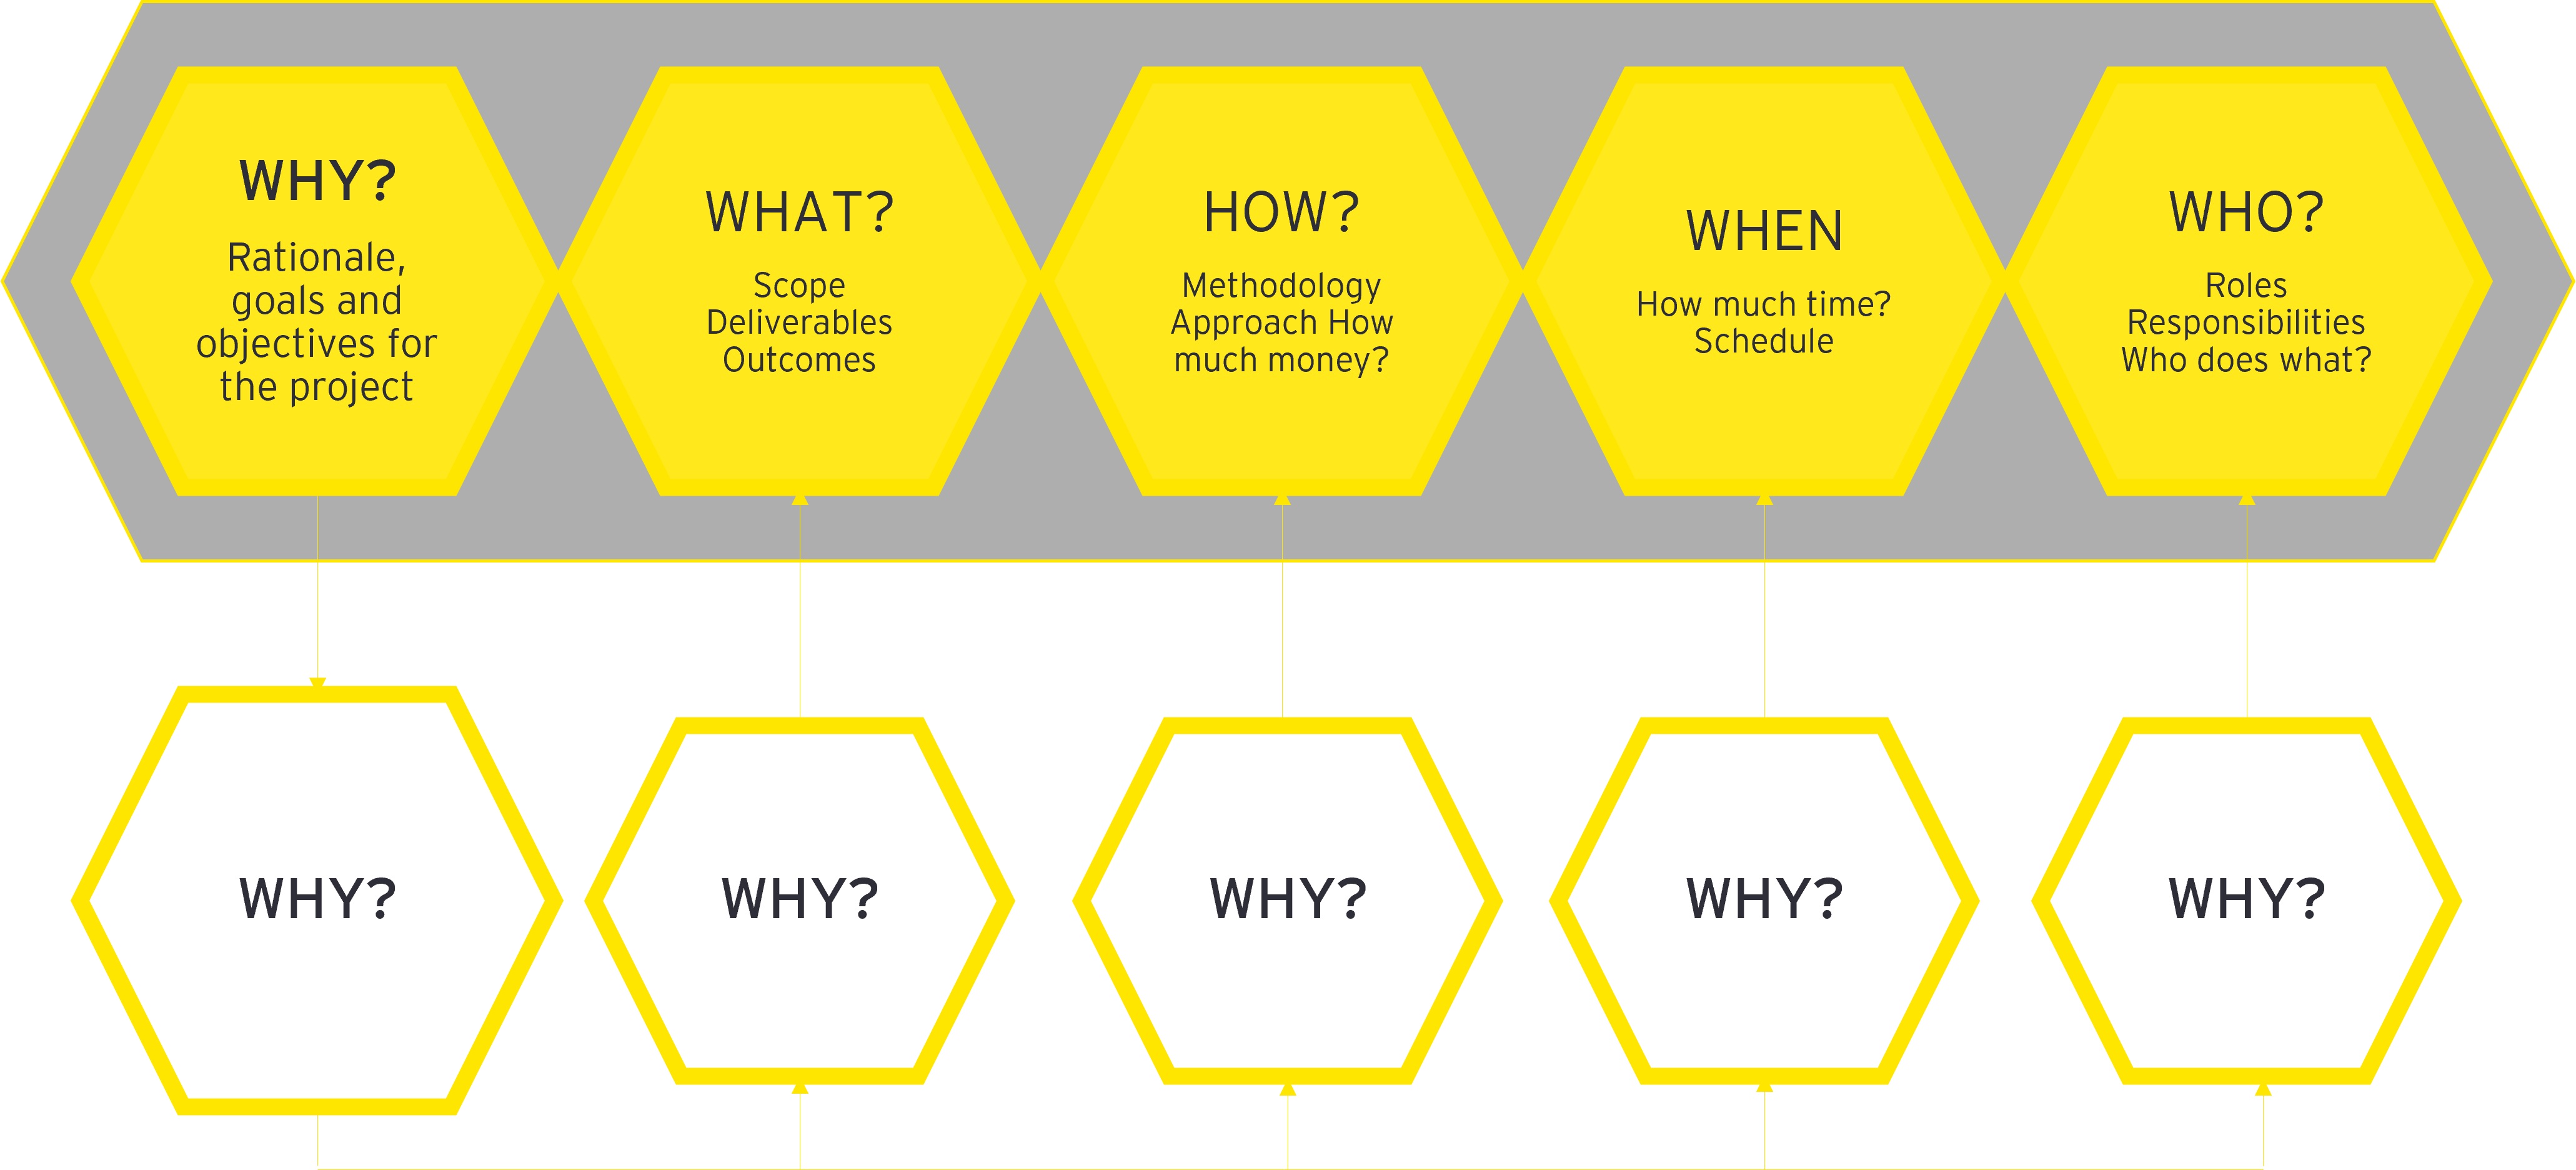 WHY?
Rationale,
goals and
objectives for
the project
WHAT?
Scope
Deliverables
Outcomes
HOW?
Methodology
Approach How
much money?
WHEN
How much time?
Schedule
WHO?
Roles
Responsibilities
Who does what?
WHY?
WHY?
WHY?
WHY?
WHY?